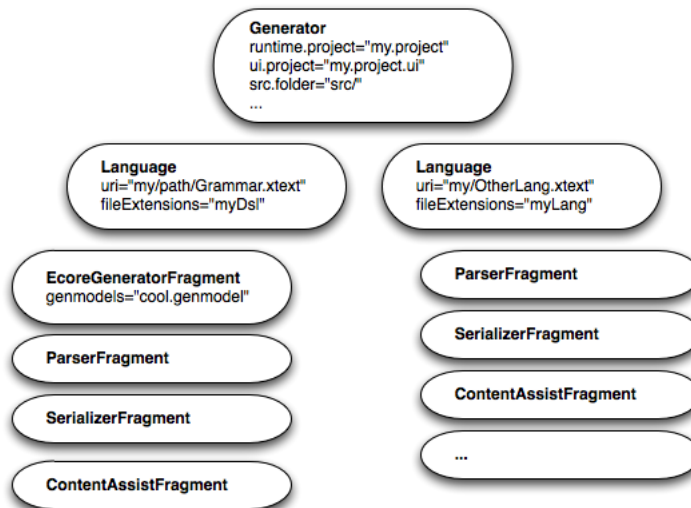 Generator
runtime.project="my.project"
ui.project="my.project.ui"
src.folder="src/"
...
Language
uri="my/path/Grammar.xtext"
fileExtensions="myDsl"
Language
uri="my/OtherLang.xtext"
fileExtensions="myLang"
EcoreGeneratorFragment
genmodels="cool.genmodel"
ParserFragment
SerializerFragment
ContentAssistFragment
ParserFragment
SerializerFragment
ContentAssistFragment
...